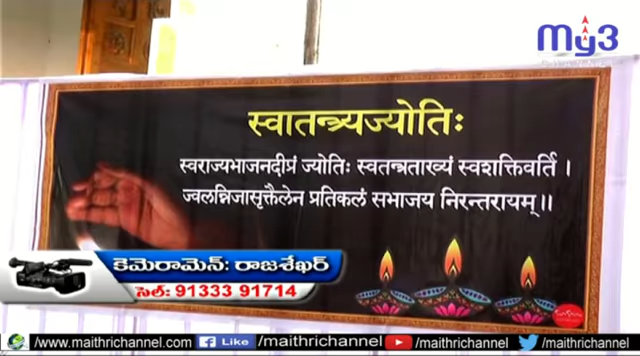 My3
स्वातन्त्र्यज्योतिः
स्वराज्यभाजनदीप्रं ज्योतिः स्वतन्त्रताख्यं स्वशक्तिवर्ति ।
ज्वलन्निजासृक्तैलेन प्रतिकलं सभाजय निरन्तरायम्॥
కెమెరామెన్: రాజశేఖర్
సెల్: 91333 91714
/www.maithrichannel.com Like /maithrichannel /maithrichannel /maithrichannel